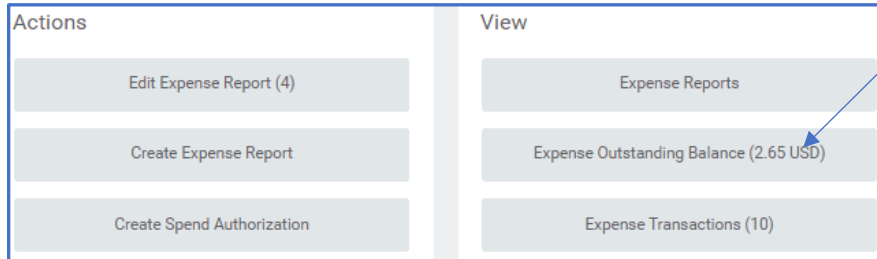 Actions
Edit Expense Report (4)
Create Expense Report
Create Spend Authorization
View
Expense Reports
Expense Outstanding Balance (2.65 USD)
Expense Transactions (10)